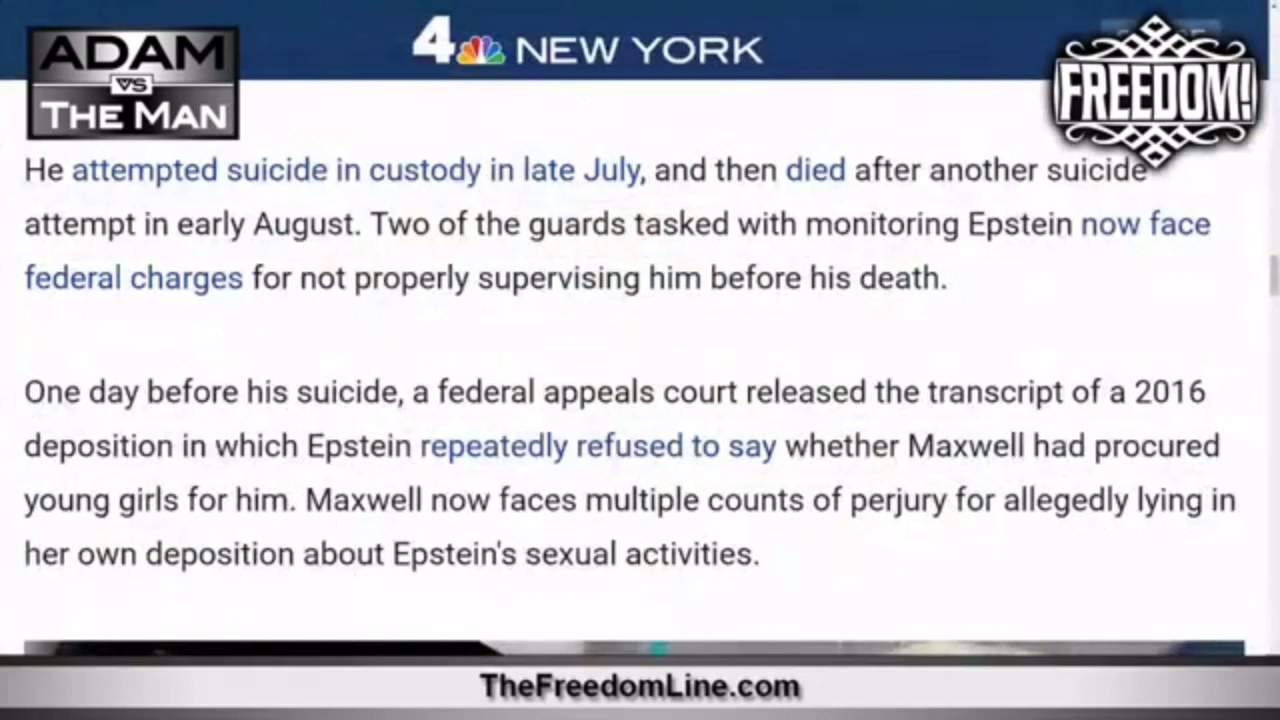 4 NEW YORK
ADAM
VS
THE MAN
FREEDOM!
He attempted suicide in custody in late July, and then died after another suicide
attempt in early August. Two of the guards tasked with monitoring Epstein now face
federal charges for not properly supervising him before his death.
One day before his suicide, a federal appeals court released the transcript of a 2016
deposition in which Epstein repeatedly refused to say whether Maxwell had procured
young girls for him. Maxwell now faces multiple counts of perjury for allegedly lying in
her own deposition about Epstein's sexual activities.
TheFreedomLine.com